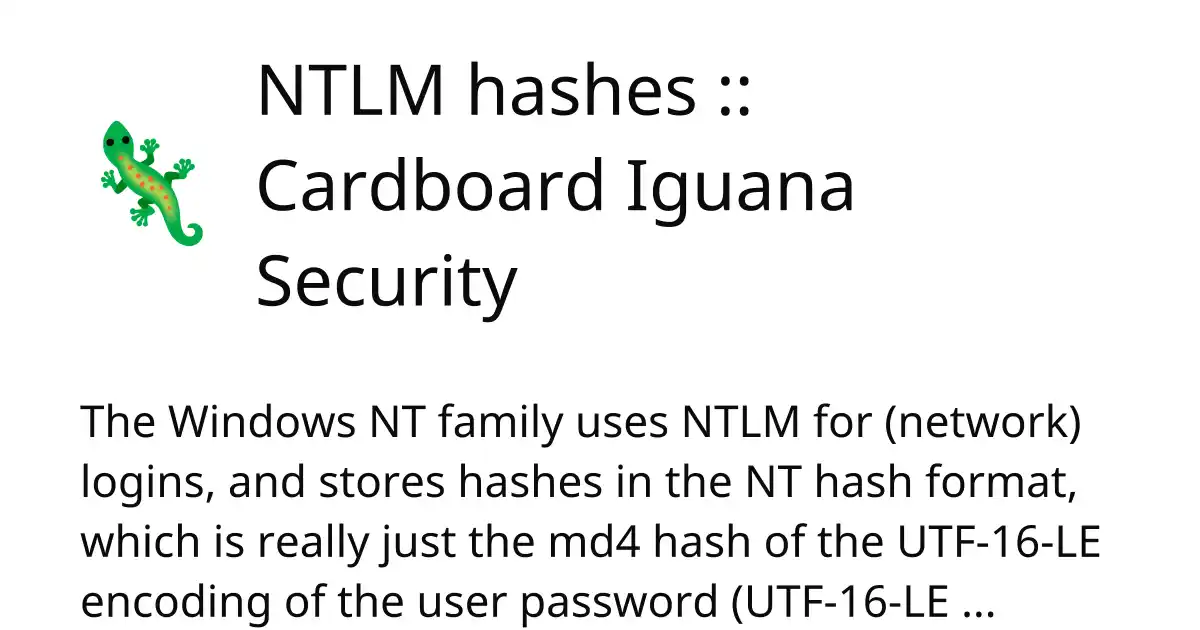 NTLM hashes ::
Cardboard Iguana
Security
The Windows NT family uses NTLM for (network)
logins, and stores hashes in the NT hash format,
which is really just the md4 hash of the UTF-16-LE
encoding of the user password (UTF-16-LE ...